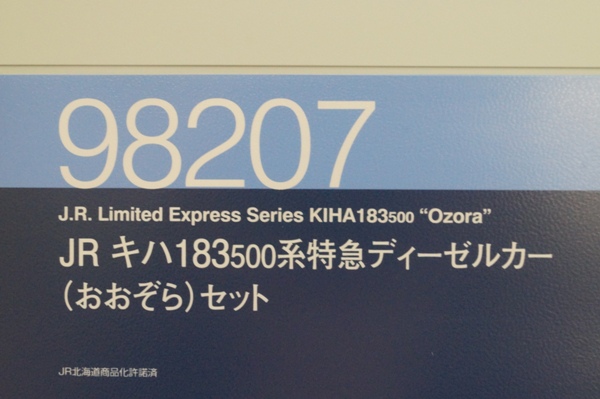 98207
J.R. Limited Express Series KIHA183500 “Ozora”
JR キハ183500系特急ディーゼルカー
（おおぞら）セット
JR北海道商品化許諾済